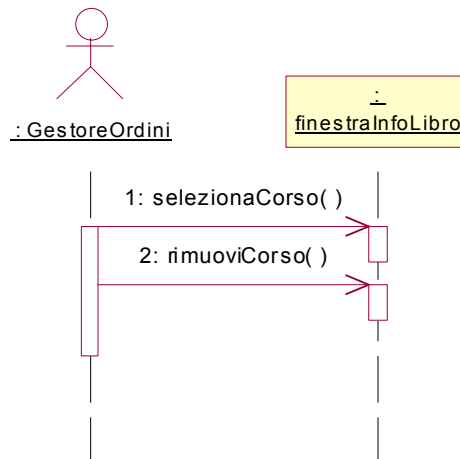 : GestoreOrdini
:
finestraInfoLibro
1: selezionaCorso( )
2: rimuoviCorso( )